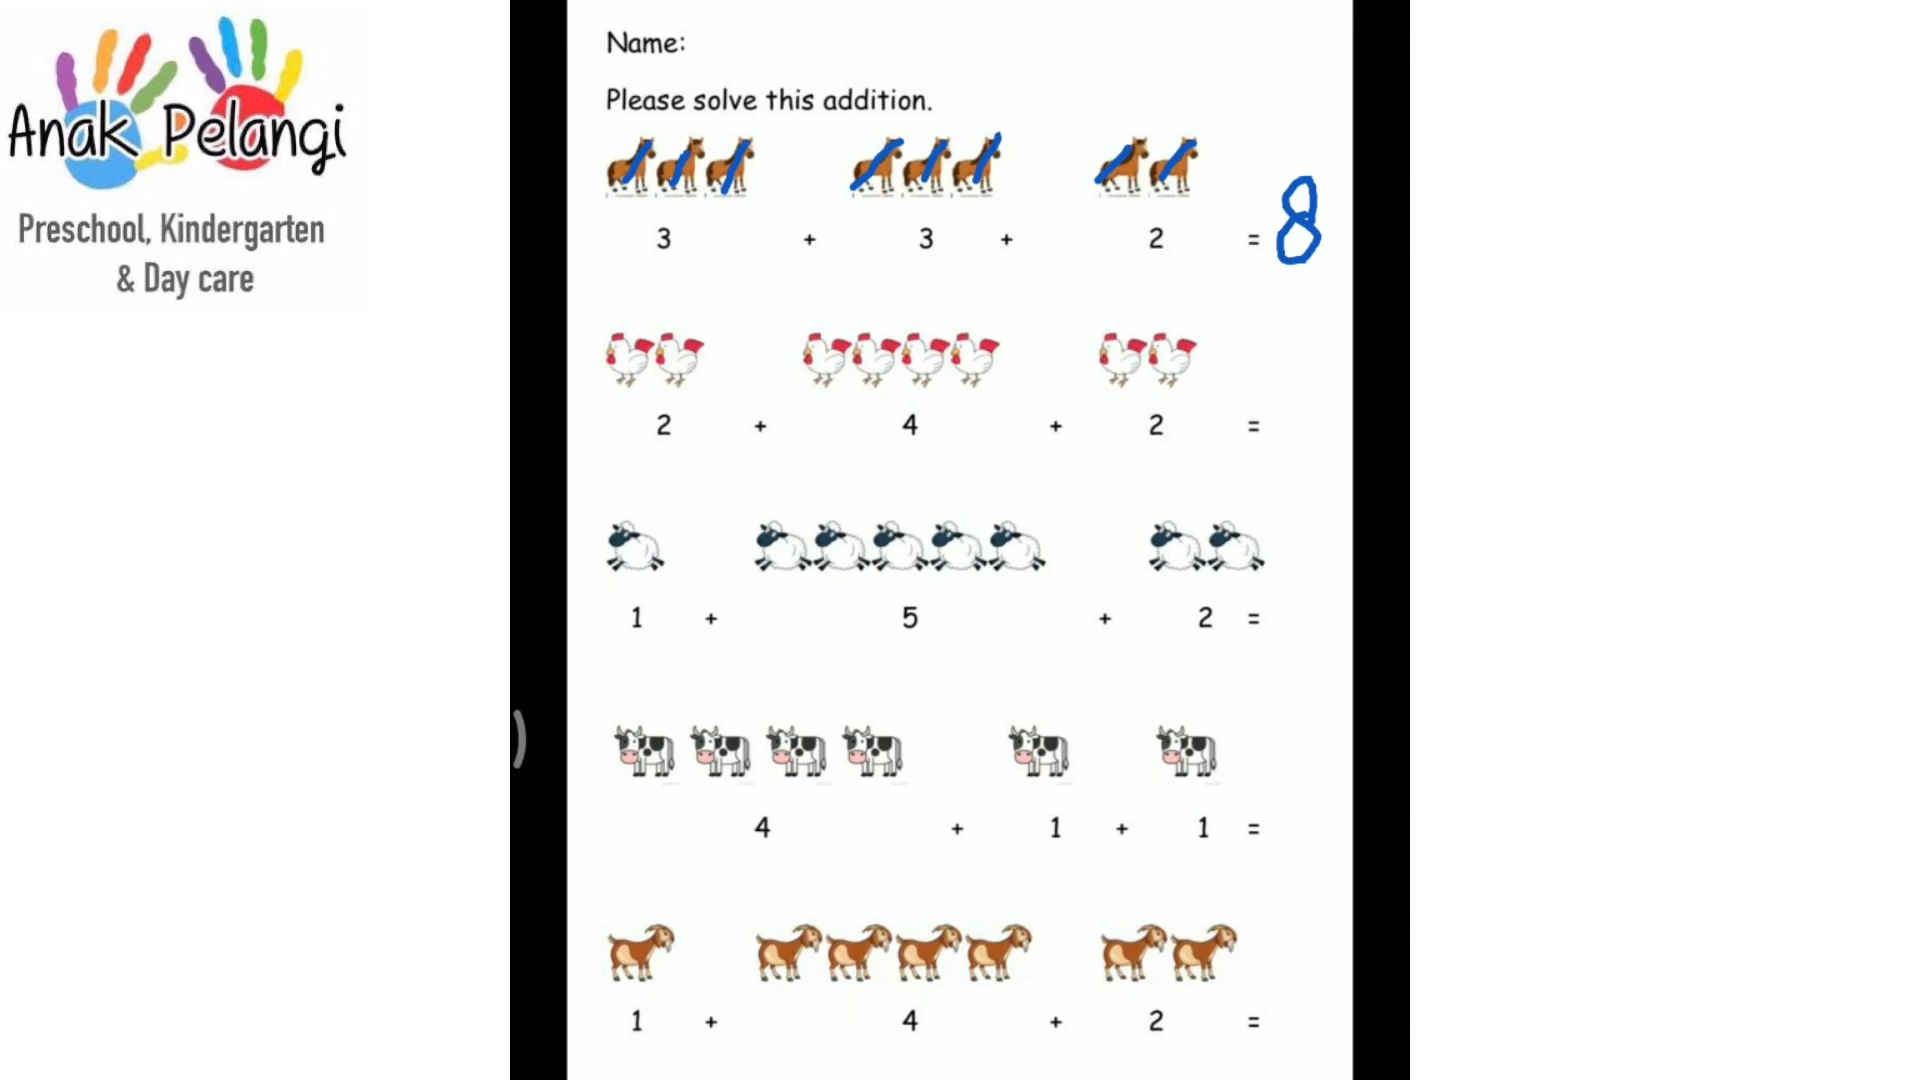 Anak Pelangi
Preschool, Kindergarten
& Day care
Name:
Please solve this addition.
3 + 3 + 2 = 8
2 + 4 + 2 =
1 + 5 + 2 =
4 + 1 + 1 =
1 + 4 + 2 =